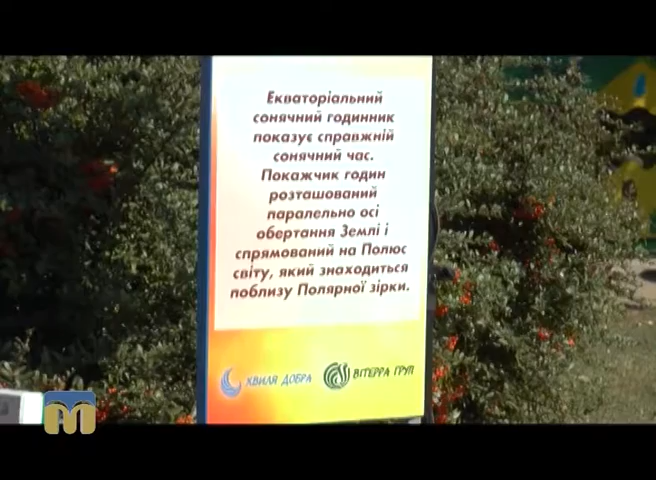 Екваторіальний
сонячний годинник
показує справжній
сонячний час.
Покажчик годин
розташований
паралельно осі
обертання Землі і
спрямований на Полюс
світу, який знаходиться
поблизу Полярної зірки.
ХВИЛЯ ДОБРА ВІТЕРРА ГРУП